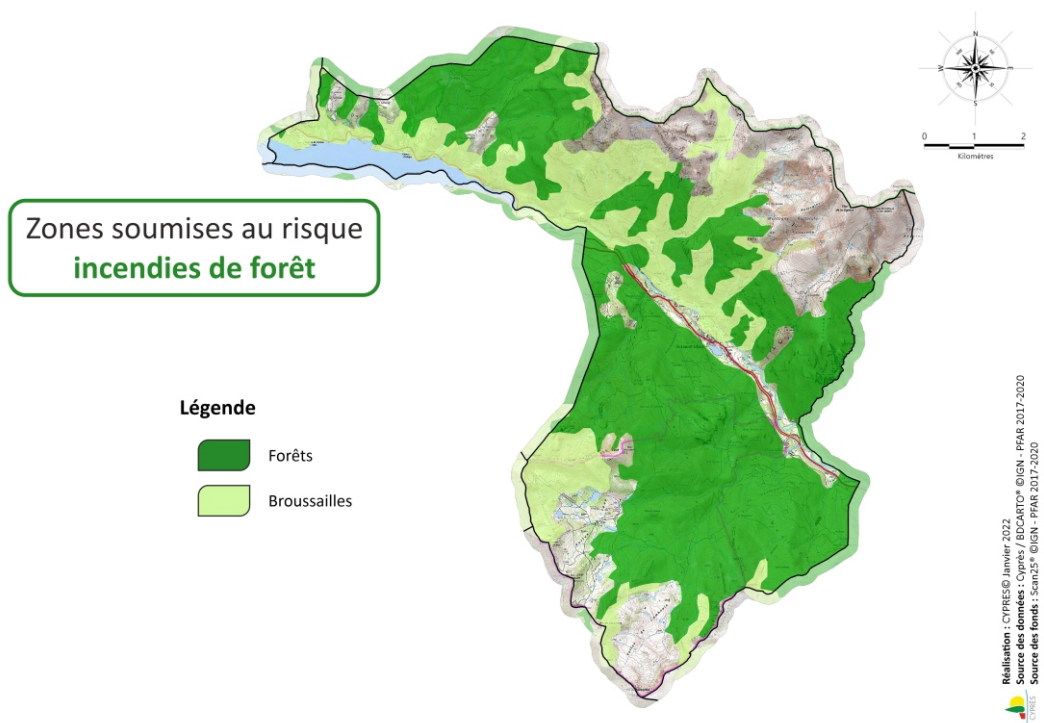 Zones soumises au risque
incendies de forêt
N
W
E
S
0 1 2
Kilomètres
Légende
Forêts
Broussailles
Réalisation : CYPRES© Janvier 2022
Source des données : Cyprès / BDCARTO® ©IGN - PFAR 2017-2020
Source des fonds : Scan25® ©IGN - PFAR 2017-2020
CYPRÈS